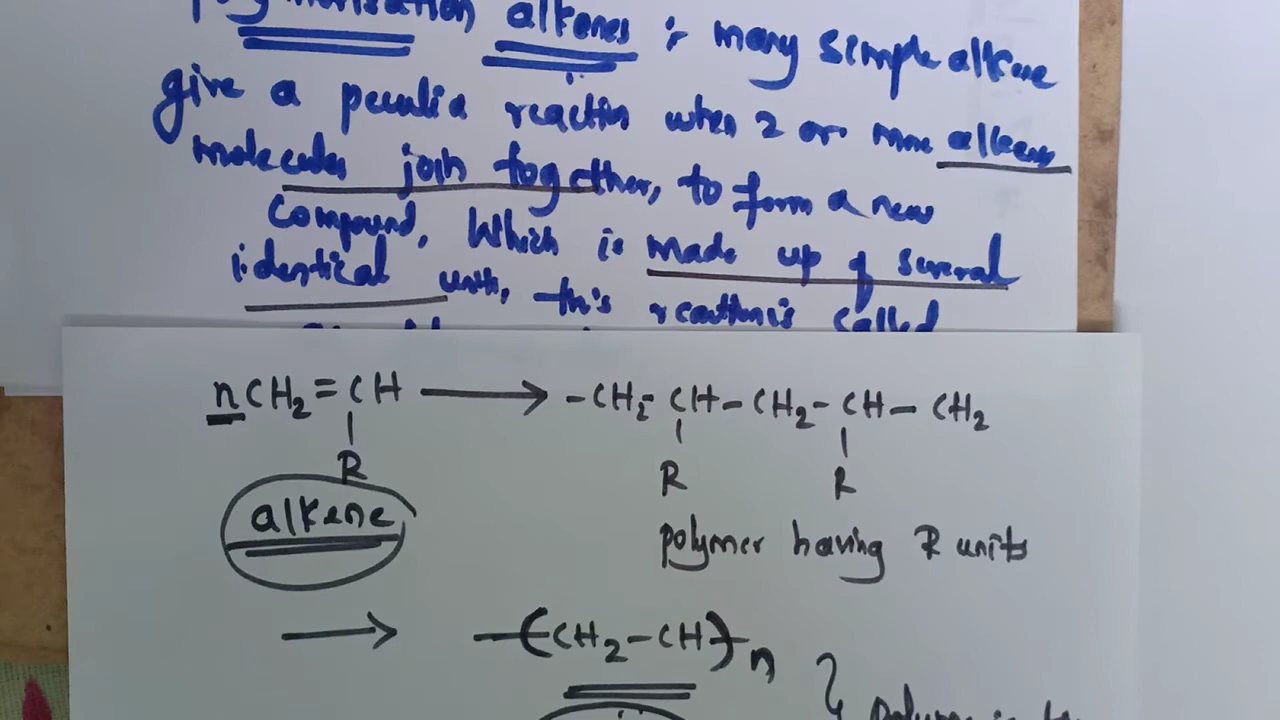 alkenes :- many simple alkene
give a peculia reaction when 2 or more alkenes
molecules join together, to form a new
compound, Which is made up of several
identical units, this reaction is called
nCH₂=CH ⟶ -CH₂-CH-CH₂-CH-CH₂
R R R
alkene
polymer having R units
⟶ -(CH₂-CH)-n